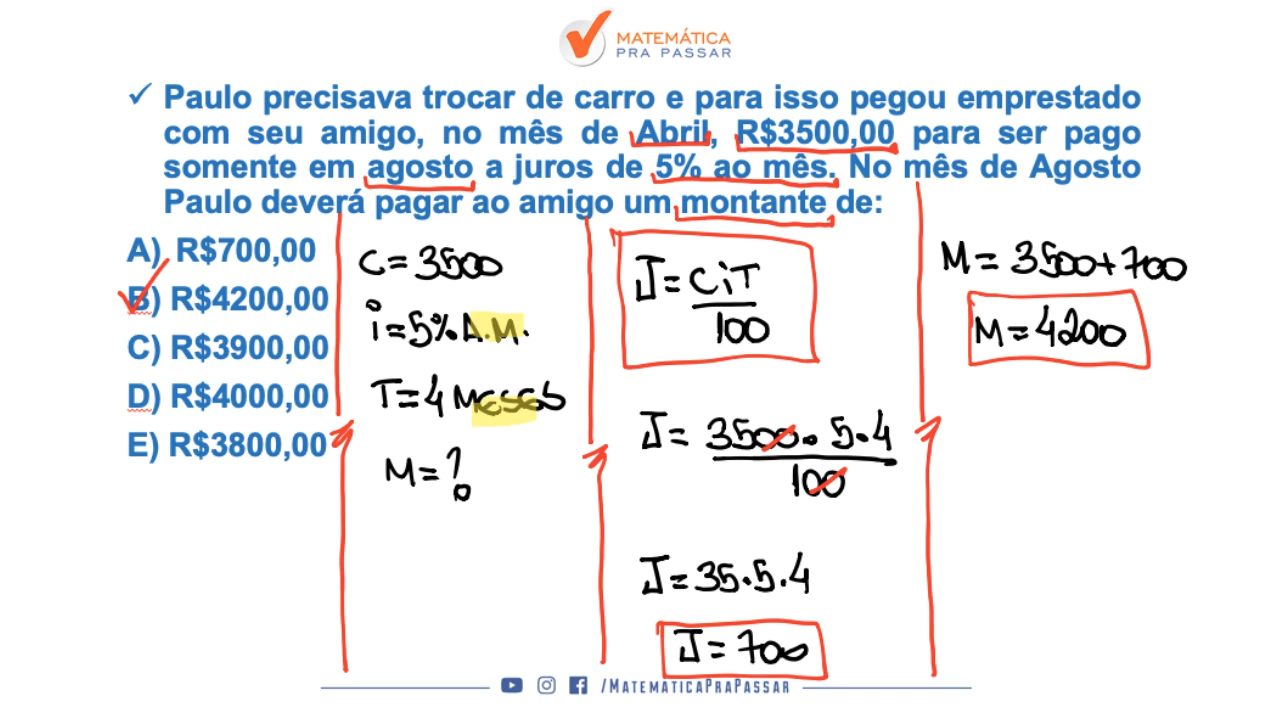 MATEMÁTICA
PRA PASSAR
✓ Paulo precisava trocar de carro e para isso pegou emprestado
com seu amigo, no mês de Abril, R$3500,00 para ser pago
somente em agosto a juros de 5% ao mês. No mês de Agosto
Paulo deverá pagar ao amigo um montante de:
A) R$700,00
B) R$4200,00
C) R$3900,00
D) R$4000,00
E) R$3800,00
C = 3500
i = 5% A.M.
T = 4 MESES
M = ?
J = CiT
100
J = 3500 . 5 . 4
100
J = 35 . 5 . 4
J = 700
M = 3500 + 700
M = 4200
/MATEMATICAPRAPASSAR